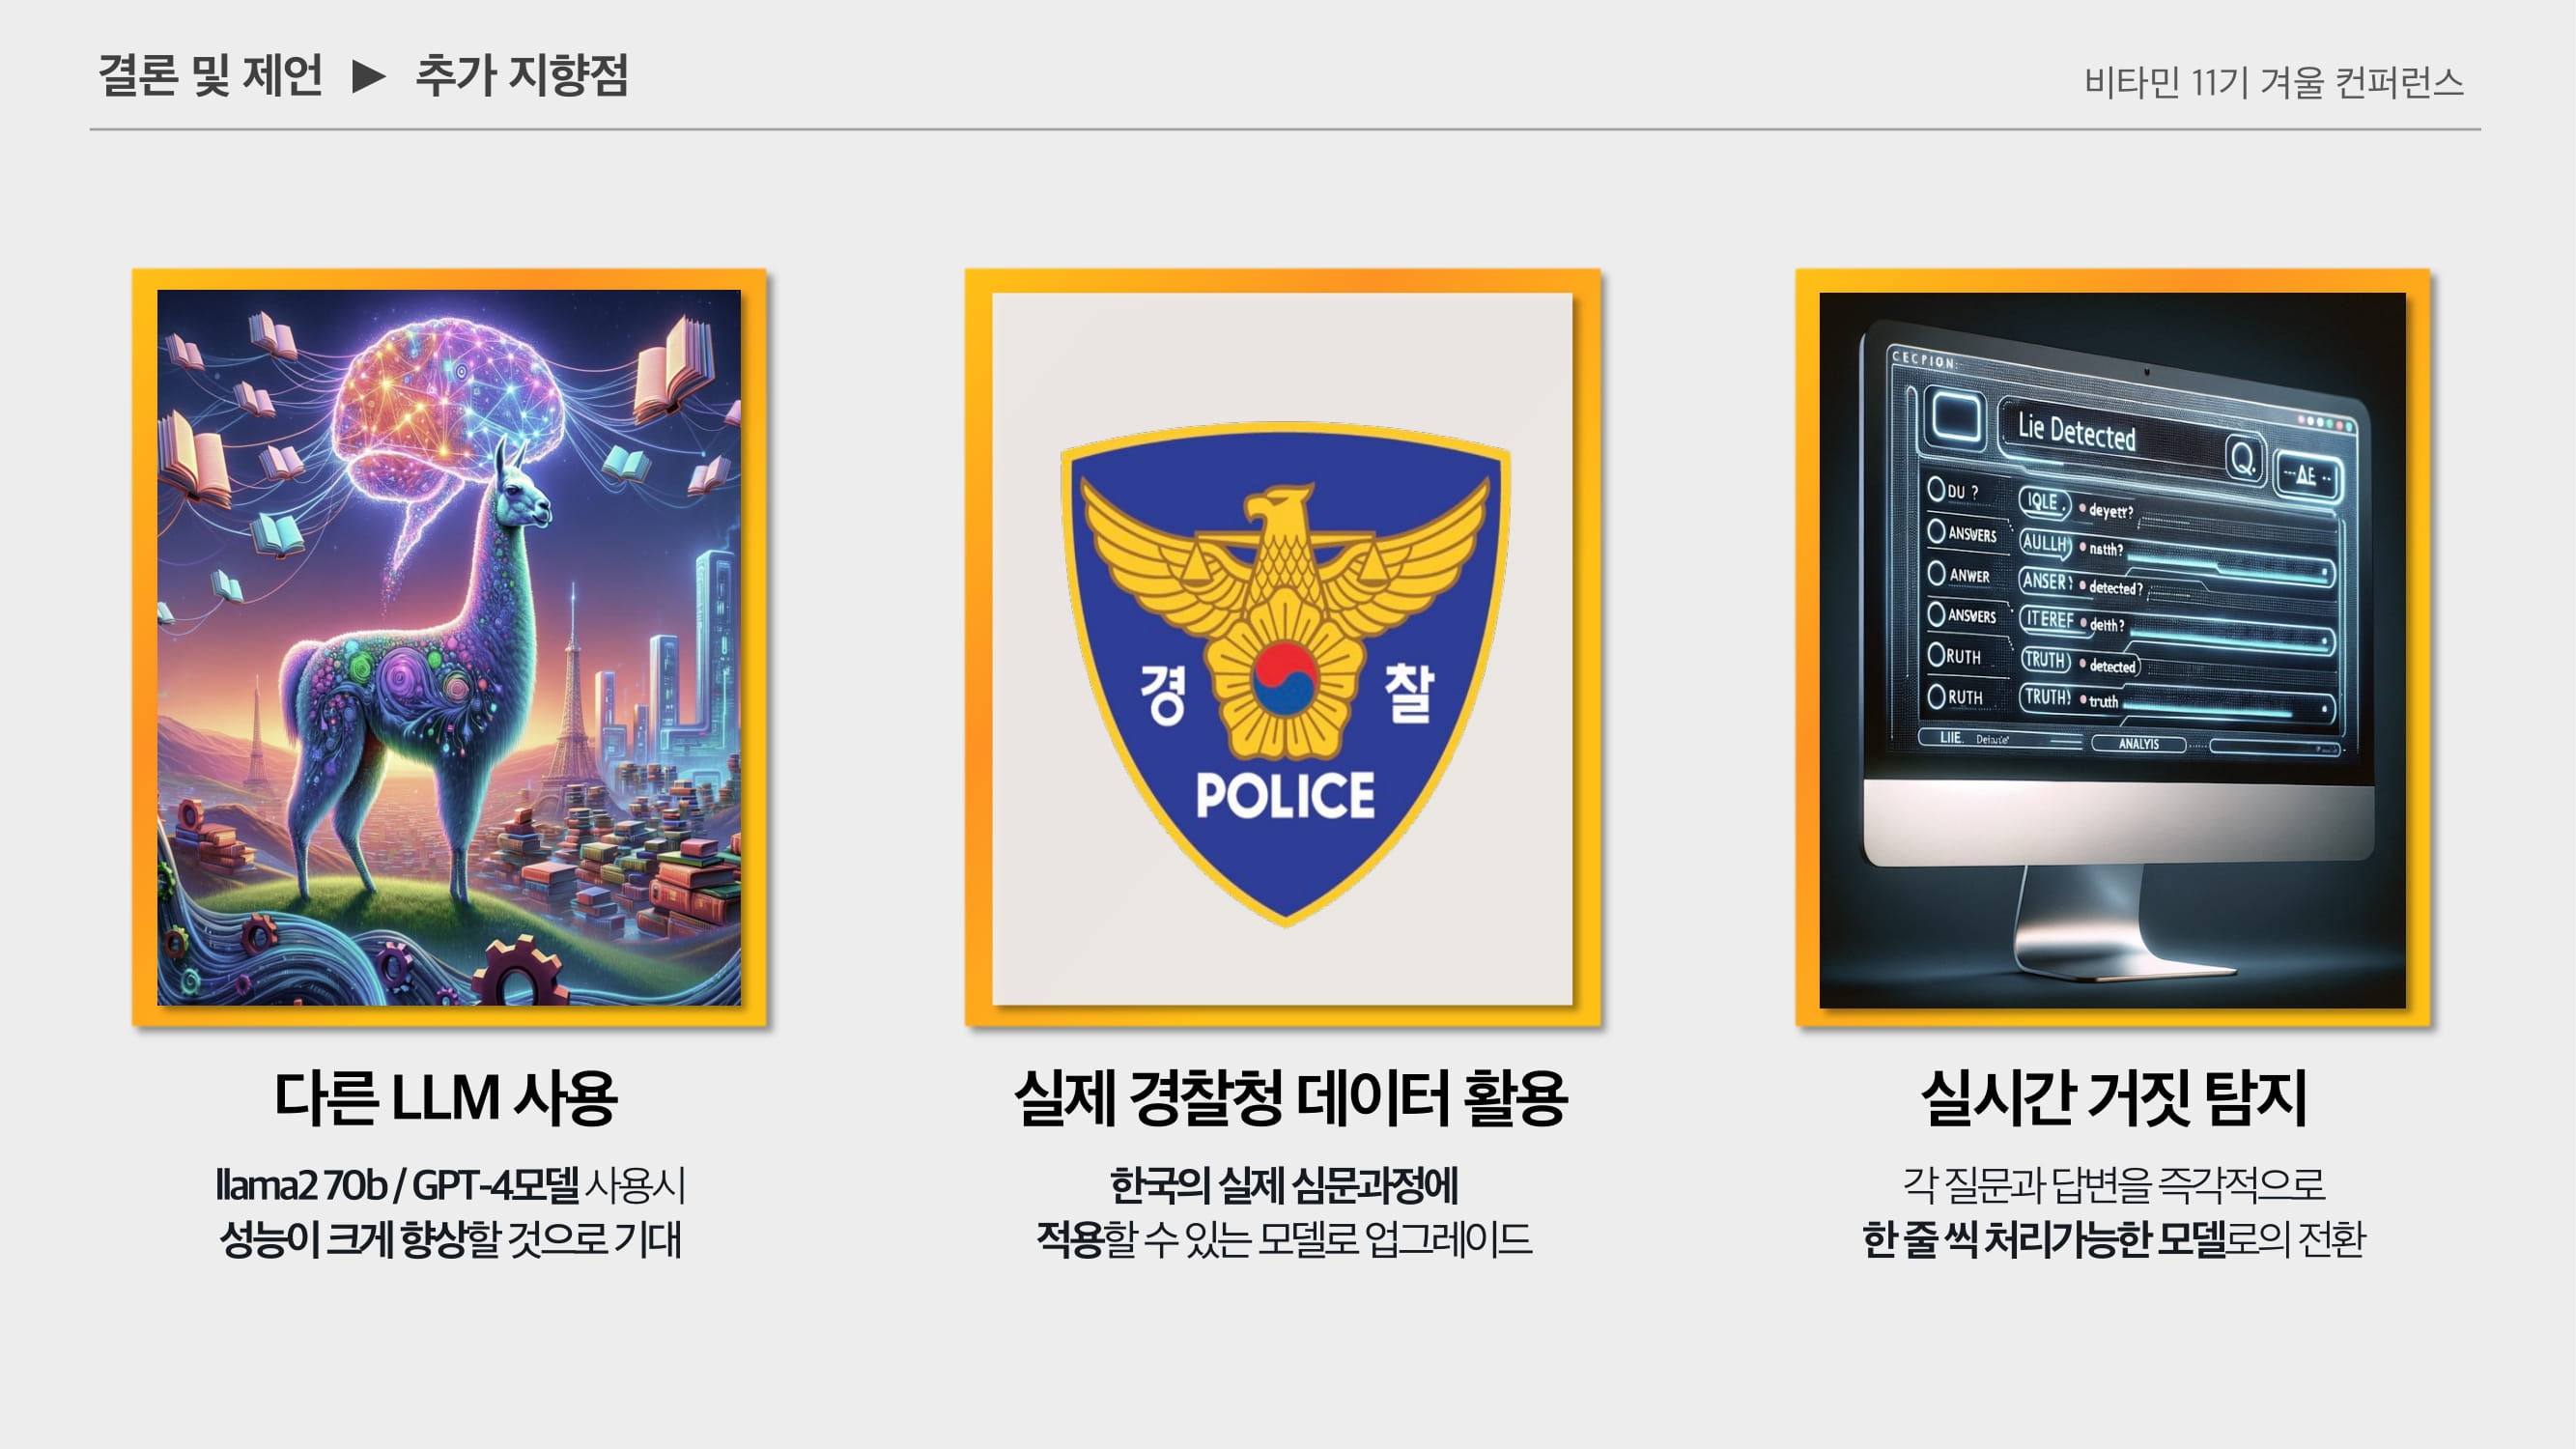 결론 및 제언 ▶ 추가 지향점
비타민 11기 겨울 컨퍼런스
경 찰
POLICE
CECPION:
Lie Detected
Q.
DU ?
IQLE.
deyett?
ANSWERS
AULLH
nstth?
ANWER
ANSER
detected?
ANSWERS
ITEREF
deith?
RUTH
TRUTH
detected
RUTH
TRUTH
truth
LIIE.
ANALYIS
다른 LLM 사용
llama2 70b / GPT-4모델 사용시
성능이 크게 향상할 것으로 기대
실제 경찰청 데이터 활용
한국의 실제 심문과정에
적용할 수 있는 모델로 업그레이드
실시간 거짓 탐지
각 질문과 답변을 즉각적으로
한 줄 씩 처리가능한 모델로의 전환